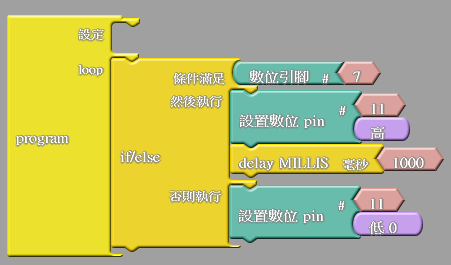 設定
loop
program
if/else
條件滿足
數位引腳 # 7
然後執行
設置數位 pin # 11
高
delay MILLIS 毫秒 1000
否則執行
設置數位 pin # 11
低 0